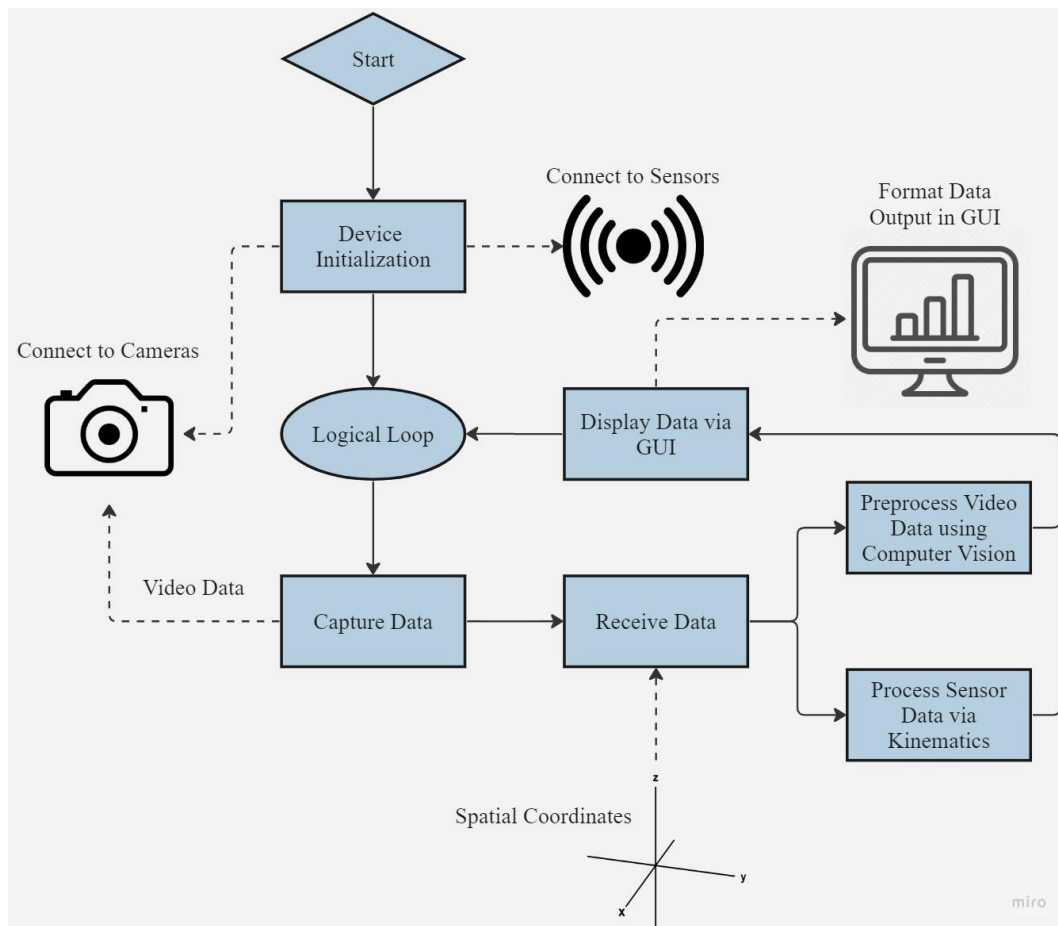 Start
Connect to Sensors
Format Data
Output in GUI
Device
Initialization
Connect to Cameras
Logical Loop
Display Data via
GUI
Preprocess Video
Data using
Computer Vision
Video Data
Capture Data
Receive Data
Process Sensor
Data via
Kinematics
z
Spatial Coordinates
y
x
miro